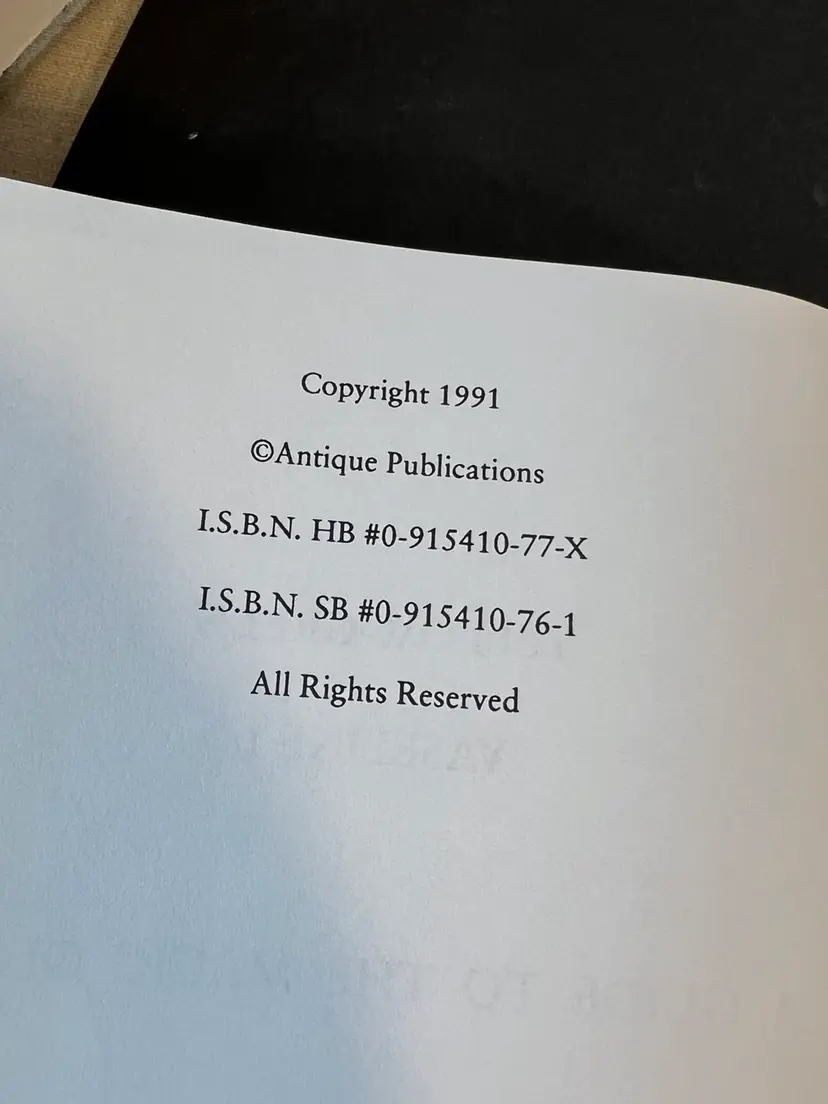 Copyright 1991
©Antique Publications
I.S.B.N. HB #0-915410-77-X
I.S.B.N. SB #0-915410-76-1
All Rights Reserved